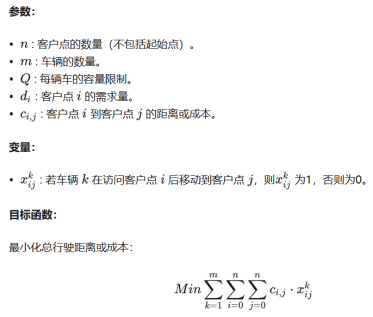 参数：
• n : 客户点的数量（不包括起始点）。
• m : 车辆的数量。
• Q : 每辆车的容量限制。
• d_i : 客户点 i 的需求量。
• c_{i,j} : 客户点 i 到客户点 j 的距离或成本。
变量：
• x_{ij}^k : 若车辆 k 在访问客户点 i 后移动到客户点 j，则x_{ij}^k 为1，否则为0。
目标函数：
最小化总行驶距离或成本：
Min \sum_{k=1}^{m} \sum_{i=0}^{n} \sum_{j=0}^{n} c_{i,j} \cdot x_{ij}^k